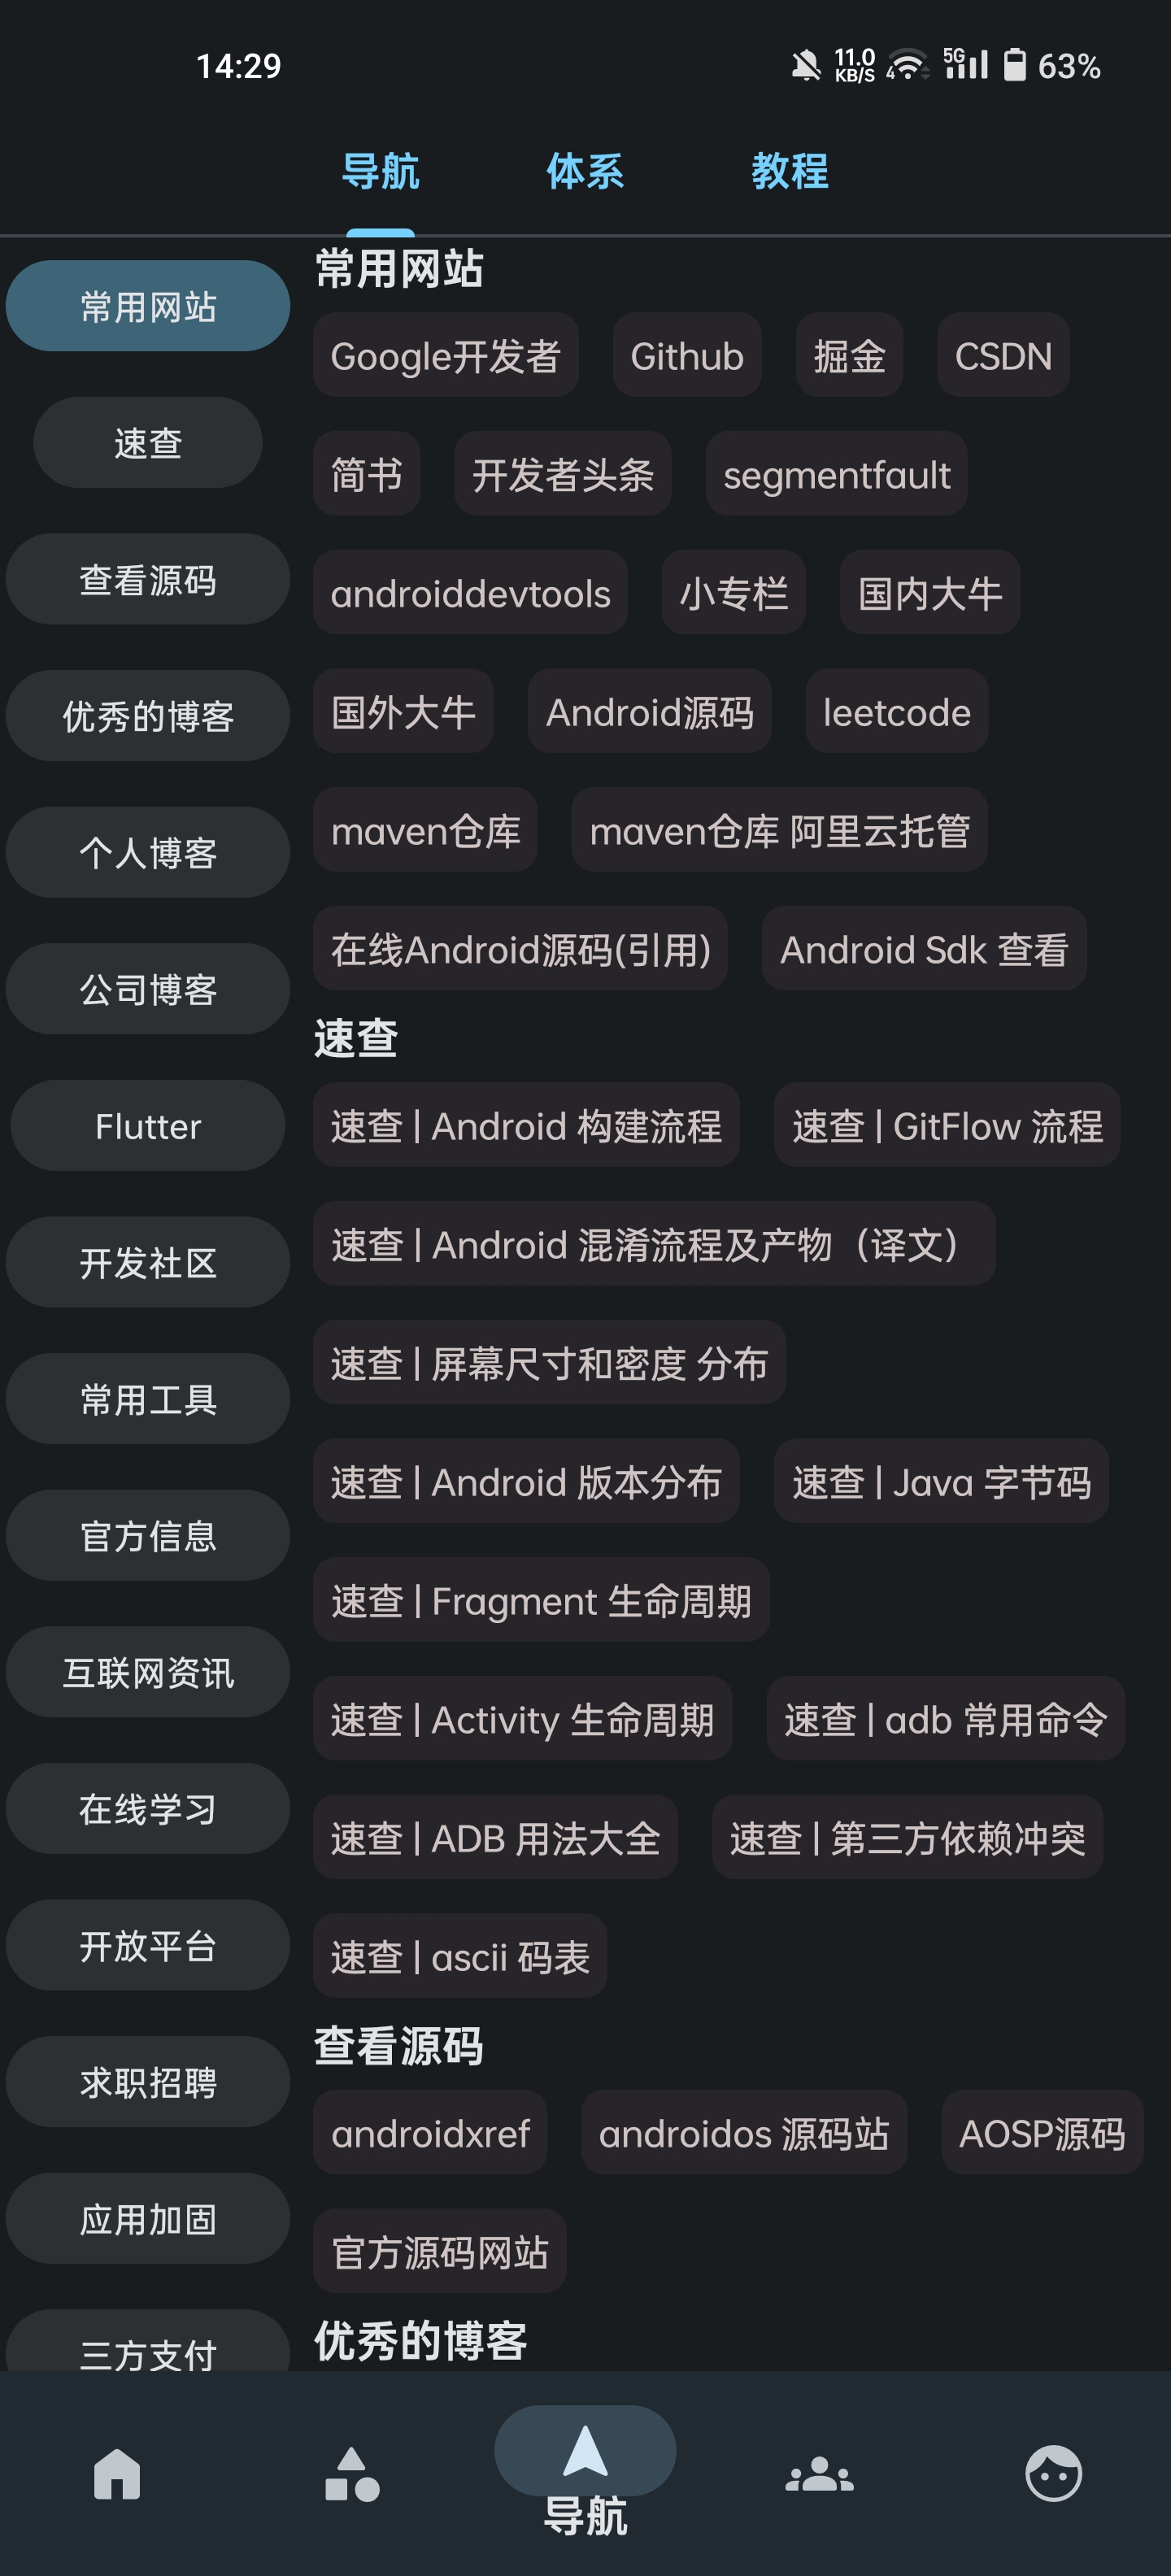 14:29
11.0 KB/S 4 5G 63%
导航 体系 教程
常用网站
速查
查看源码
优秀的博客
个人博客
公司博客
Flutter
开发社区
常用工具
官方信息
互联网资讯
在线学习
开放平台
求职招聘
应用加固
三方支付
常用网站
Google开发者 Github 掘金 CSDN
简书 开发者头条 segmentfault
androiddevtools 小专栏 国内大牛
国外大牛 Android源码 leetcode
maven仓库 maven仓库 阿里云托管
在线Android源码(引用) Android Sdk 查看
速查
速查 | Android 构建流程 速查 | GitFlow 流程
速查 | Android 混淆流程及产物（译文）
速查 | 屏幕尺寸和密度 分布
速查 | Android 版本分布 速查 | Java 字节码
速查 | Fragment 生命周期
速查 | Activity 生命周期 速查 | adb 常用命令
速查 | ADB 用法大全 速查 | 第三方依赖冲突
速查 | ascii 码表
查看源码
androidxref androidos 源码站 AOSP源码
官方源码网站
优秀的博客
导航